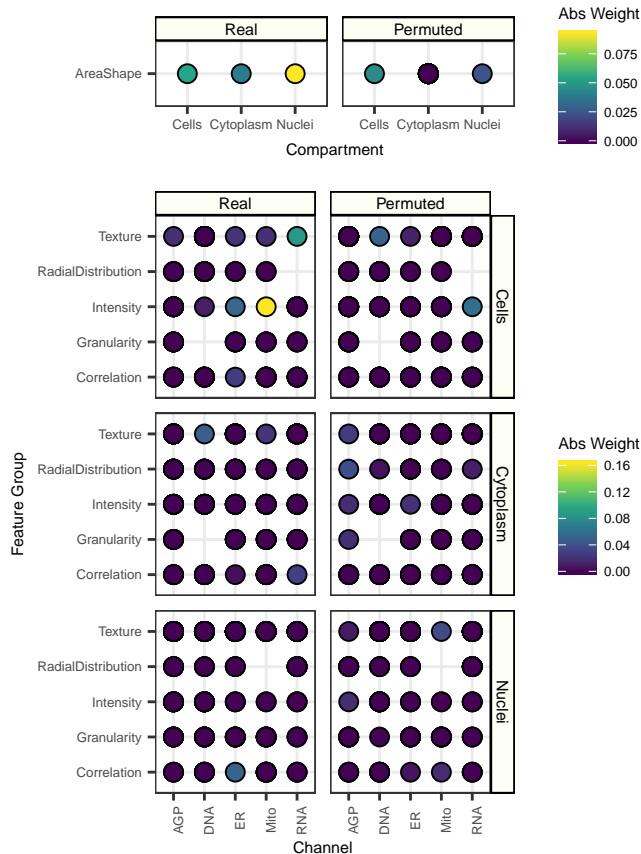 Real
Permuted
AreaShape
Cells
Cytoplasm
Nuclei
Cells
Cytoplasm
Nuclei
Compartment
Abs Weight
0.075
0.050
0.025
0.000
Real
Permuted
Texture
RadialDistribution
Intensity
Granularity
Correlation
Cells
Texture
RadialDistribution
Intensity
Granularity
Correlation
Cytoplasm
Texture
RadialDistribution
Intensity
Granularity
Correlation
Nuclei
Feature Group
AGP
DNA
ER
Mito
RNA
AGP
DNA
ER
Mito
RNA
Channel
Abs Weight
0.16
0.12
0.08
0.04
0.00